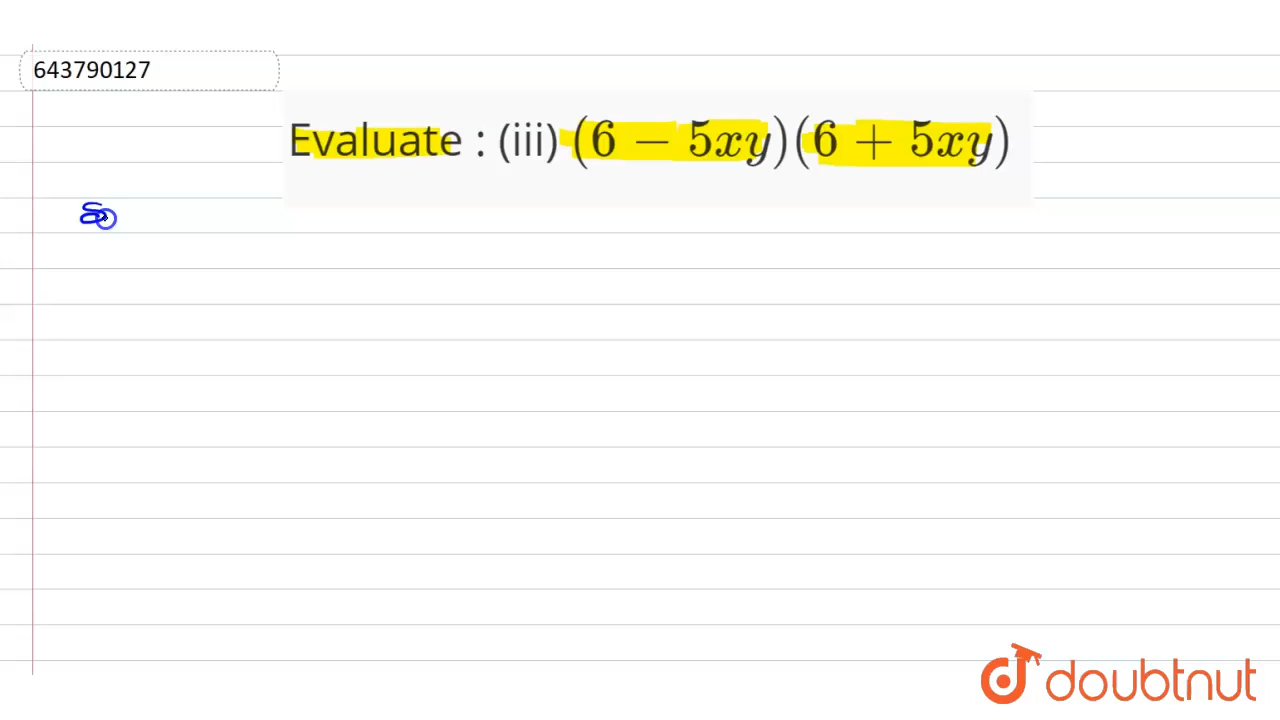 643790127
Evaluate : (iii) (6 − 5xy)(6 + 5xy)
doubtnut